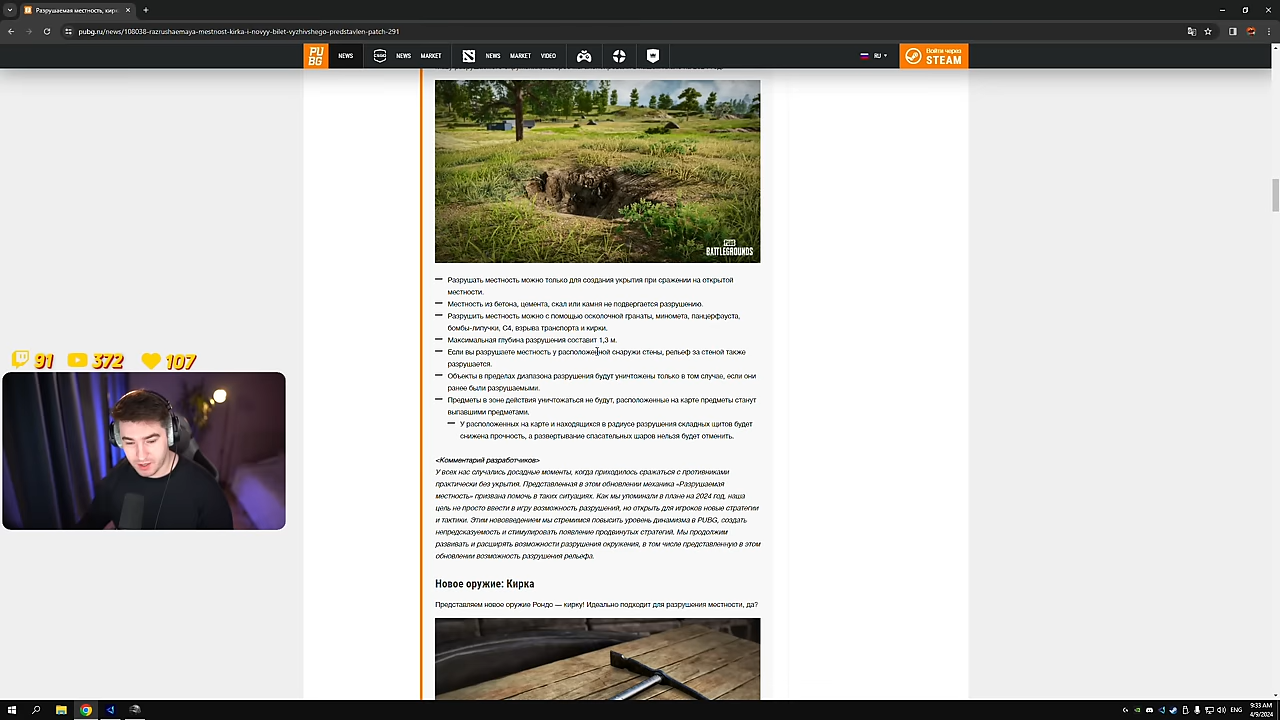 Разрушаемая местность, кирк
pubg.ru/news/108038-razrushaemaya-mestnost-kirka-i-novyy-bilet-vyzhivshego-predstavlen-patch-291
PU
BG
NEWS
CS:GO
NEWS
MARKET
NEWS
MARKET
VIDEO
RU
Войти через
STEAM
PUBG
BATTLEGROUNDS
Разрушать местность можно только для создания укрытия при сражении на открытой
местности.
Местность из бетона, цемента, скал или камня не подвергается разрушению.
Разрушить местность можно с помощью осколочной гранаты, миномета, панцерфауста,
бомбы-липучки, C4, взрыва транспорта и кирки.
Максимальная глубина разрушения составит 1,3 м.
Если вы разрушаете местность у расположенной снаружи стены, рельеф за стеной также
разрушается.
Объекты в пределах диапазона разрушения будут уничтожены только в том случае, если они
ранее были разрушаемыми.
Предметы в зоне действия уничтожаться не будут, расположенные на карте предметы станут
выпавшими предметами.
У расположенных на карте и находящихся в радиусе разрушения складных щитов будет
снижена прочность, а развертывание спасательных шаров нельзя будет отменить.
<Комментарий разработчиков>
У всех нас случались досадные моменты, когда приходилось сражаться с противниками
практически без укрытия. Представленная в этом обновлении механика «Разрушаемая
местность» призвана помочь в таких ситуациях. Как мы упоминали в плане на 2024 год, наша
цель не просто ввести в игру возможность разрушений, но открыть для игроков новые стратегии
и тактики. Этим нововведением мы стремимся повысить уровень динамизма в PUBG, создать
непредсказуемость и стимулировать появление продвинутых стратегий. Мы продолжим
развивать и расширять возможности разрушения окружения, в том числе представленную в этом
обновлении возможность разрушения рельефа.
Новое оружие: Кирка
Представляем новое оружие Рондо — кирку! Идеально подходит для разрушения местности, да?
91
372
107
ENG
9:33 AM
4/9/2024